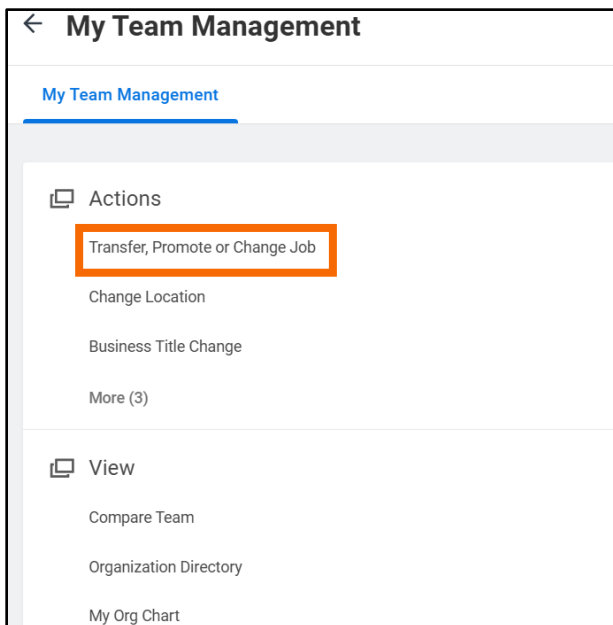 My Team Management
My Team Management
Actions
Transfer, Promote or Change Job
Change Location
Business Title Change
More (3)
View
Compare Team
Organization Directory
My Org Chart